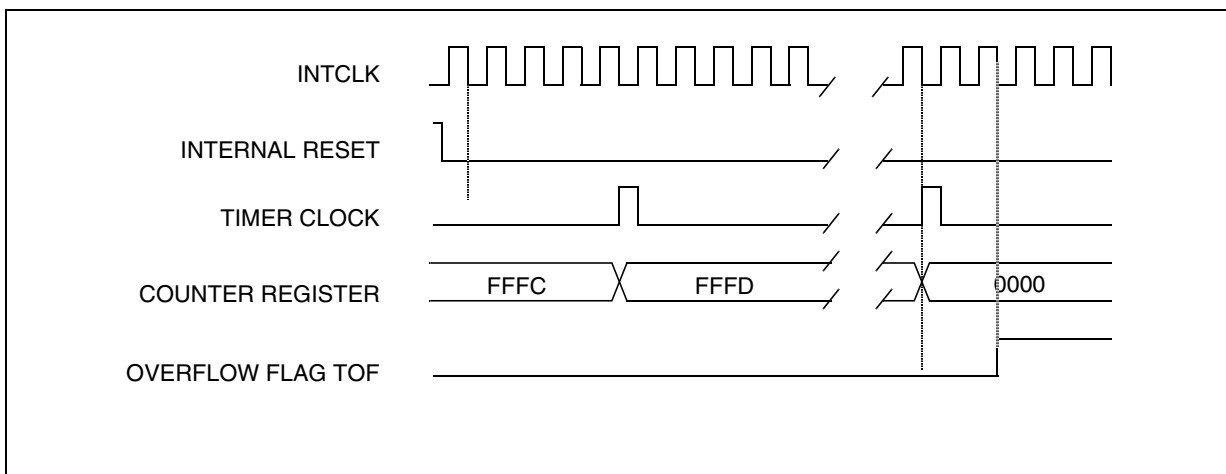 INTCLK
INTERNAL RESET
TIMER CLOCK
COUNTER REGISTER FFFC FFFD 0000
OVERFLOW FLAG TOF